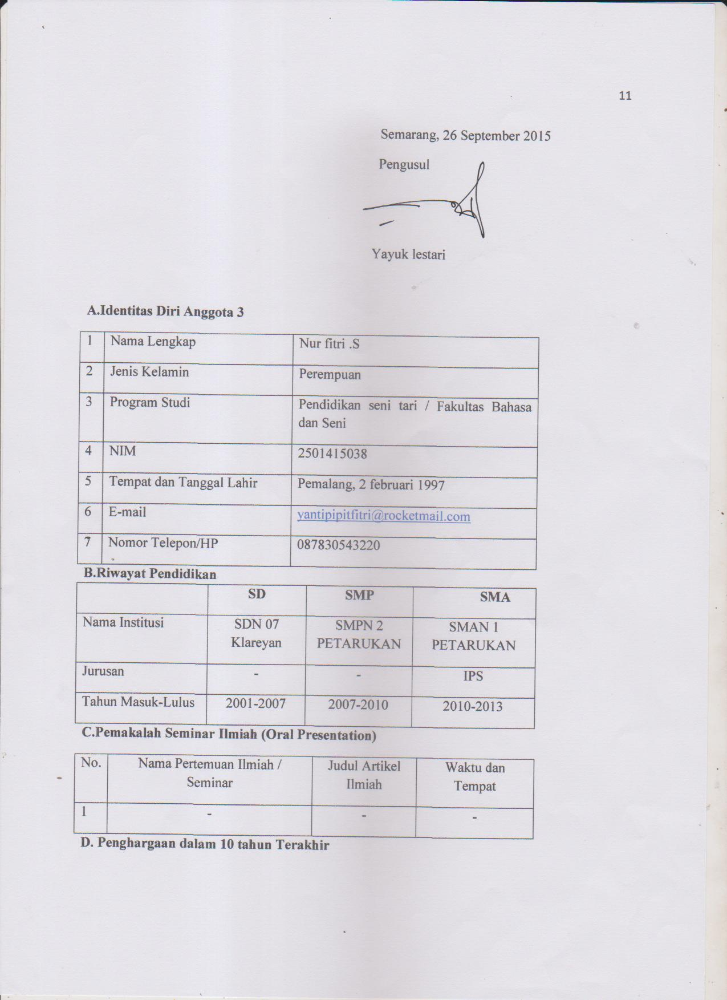 11
Semarang, 26 September 2015
Pengusul
Yayuk lestari
A.Identitas Diri Anggota 3
1 Nama Lengkap Nur fitri .S
2 Jenis Kelamin Perempuan
3 Program Studi Pendidikan seni tari / Fakultas Bahasa
dan Seni
4 NIM 2501415038
5 Tempat dan Tanggal Lahir Pemalang, 2 februari 1997
6 E-mail yantipipitfitri@rocketmail.com
7 Nomor Telepon/HP 087830543220
B.Riwayat Pendidikan
SD SMP SMA
Nama Institusi SDN 07 SMPN 2 SMAN 1
Klareyan PETARUKAN PETARUKAN
Jurusan - - IPS
Tahun Masuk-Lulus 2001-2007 2007-2010 2010-2013
C.Pemakalah Seminar Ilmiah (Oral Presentation)
No. Nama Pertemuan Ilmiah / Judul Artikel Waktu dan
Seminar Ilmiah Tempat
1 - - -
D. Penghargaan dalam 10 tahun Terakhir